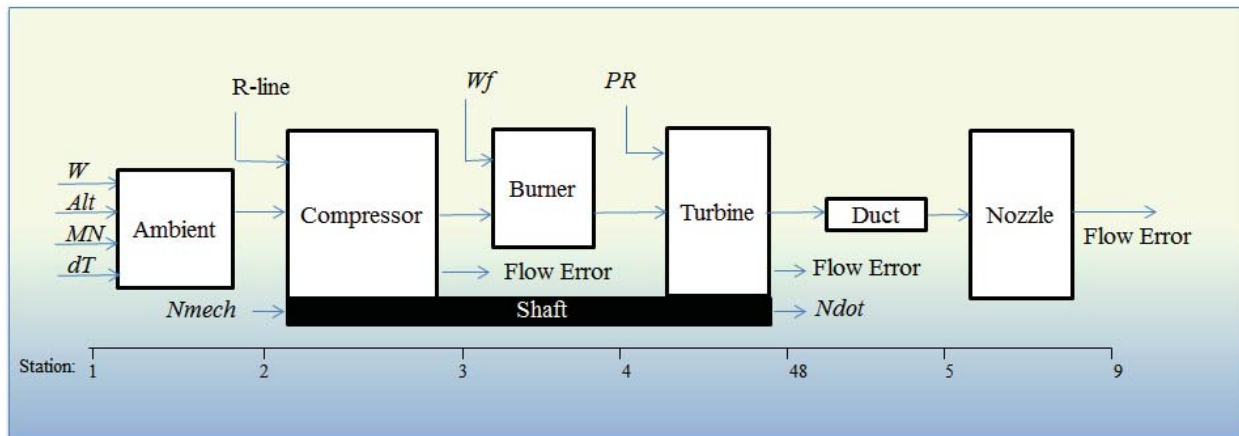 R-line
Wf
PR
W
Alt
MN
dT
Ambient
Compressor
Burner
Turbine
Duct
Nozzle
Flow Error
Flow Error
Flow Error
Nmech
Shaft
Ndot
Station: 1 2 3 4 48 5 9